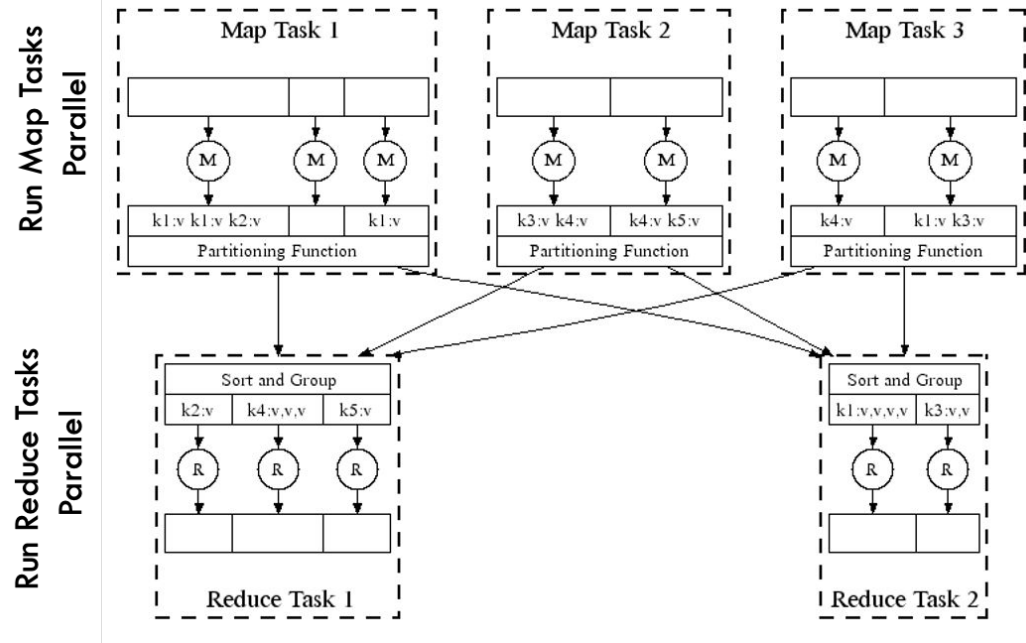 Run Map Tasks
Parallel
Map Task 1
Map Task 2
Map Task 3
M
M
M
M
M
M
M
k1:v k1:v k2:v
k1:v
k3:v k4:v
k4:v k5:v
k4:v
k1:v k3:v
Partitioning Function
Partitioning Function
Partitioning Function
Run Reduce Tasks
Parallel
Sort and Group
Sort and Group
k2:v
k4:v,v,v
k5:v
k1:v,v,v,v
k3:v,v
R
R
R
R
R
Reduce Task 1
Reduce Task 2